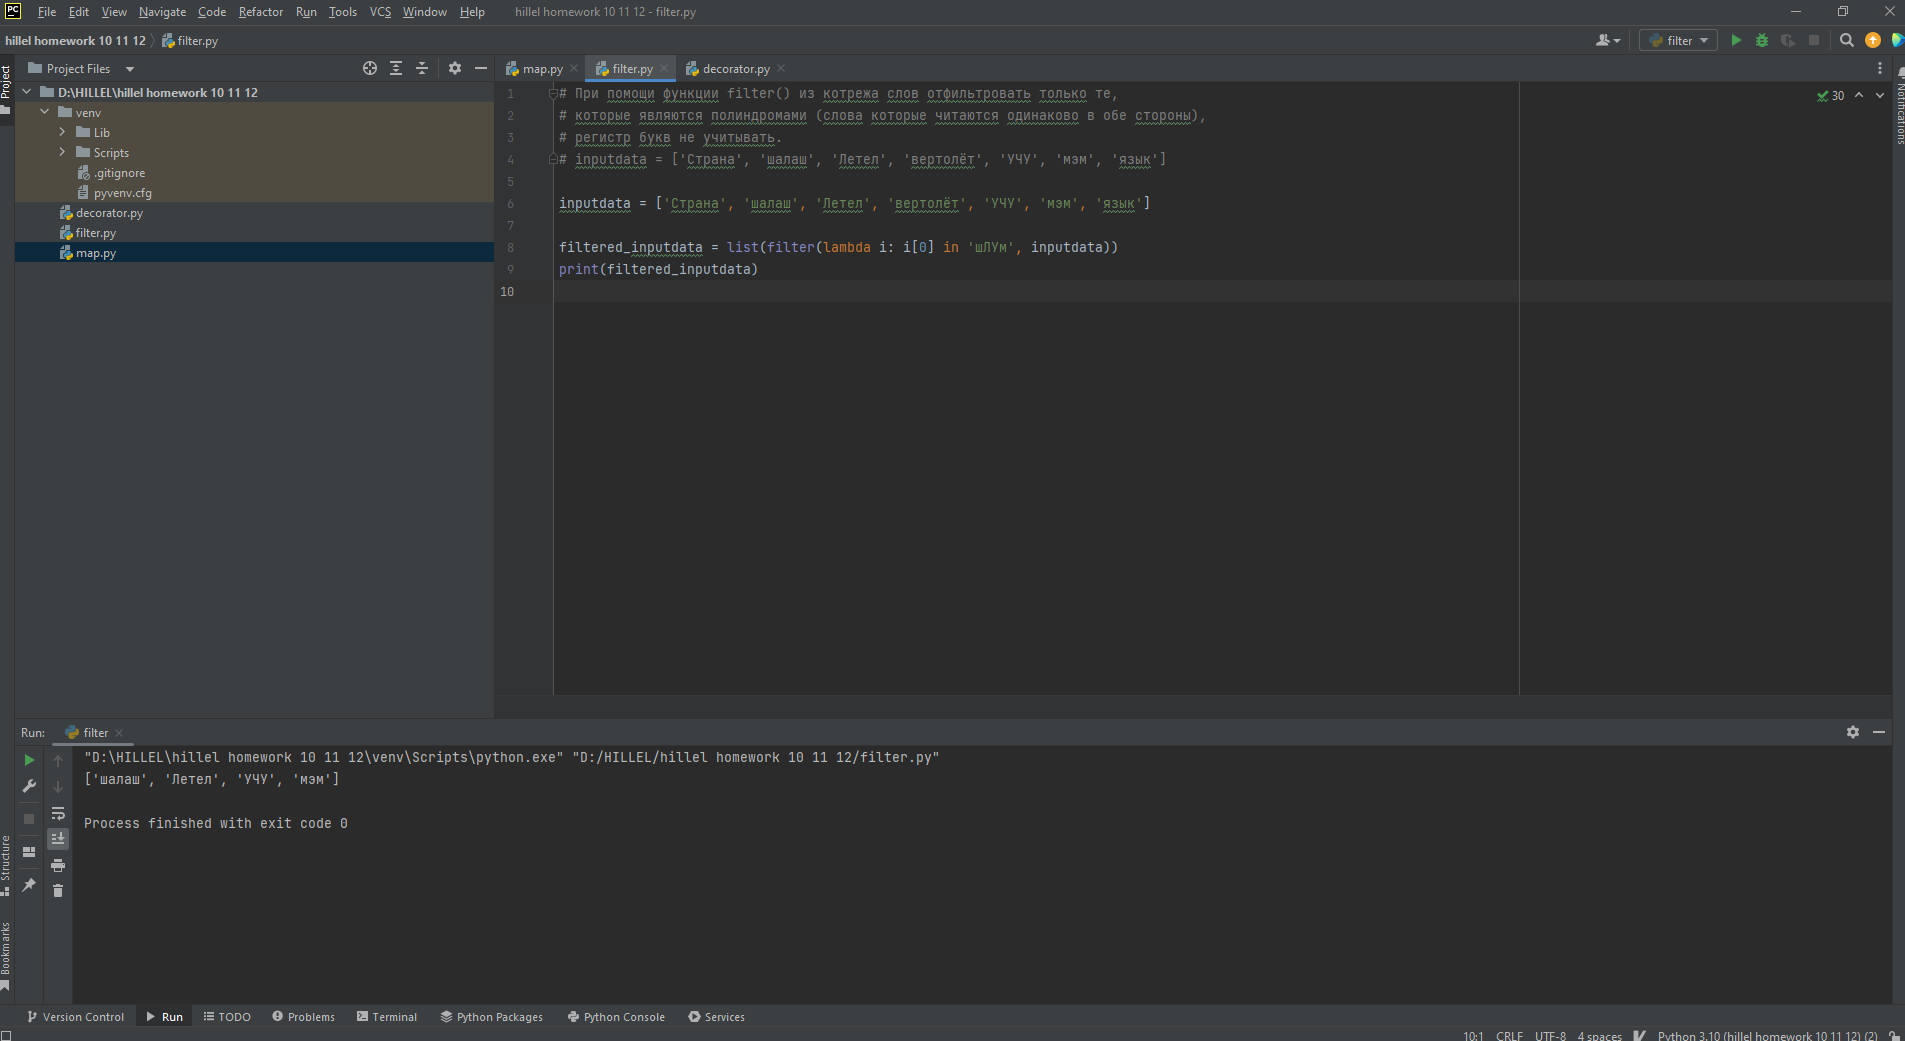 File Edit View Navigate Code Refactor Run Tools VCS Window Help hillel homework 10 11 12 - filter.py
hillel homework 10 11 12 filter.py
filter
Project
Project Files
D:\HILLEL\hillel homework 10 11 12
venv
Lib
Scripts
.gitignore
pyvenv.cfg
decorator.py
filter.py
map.py
map.py filter.py decorator.py
Notifications
30
1 # При помощи функции filter() из котрежа слов отфильтровать только те,
2 # которые являются полиндромами (слова которые читаются одинаково в обе стороны),
3 # регистр букв не учитывать.
4 # inputdata = ['Страна', 'шалаш', 'Летел', 'вертолёт', 'УЧУ', 'мэм', 'язык']
5
6 inputdata = ['Страна', 'шалаш', 'Летел', 'вертолёт', 'УЧУ', 'мэм', 'язык']
7
8 filtered_inputdata = list(filter(lambda i: i[0] in 'шЛУм', inputdata))
9 print(filtered_inputdata)
10
Run: filter
"D:\HILLEL\hillel homework 10 11 12\venv\Scripts\python.exe" "D:/HILLEL/hillel homework 10 11 12/filter.py"
['шалаш', 'Летел', 'УЧУ', 'мэм']
Process finished with exit code 0
Structure
Bookmarks
Version Control Run TODO Problems Terminal Python Packages Python Console Services
10:1 CRLF UTF-8 4 spaces Python 3.10 (hillel homework 10 11 12) (2)